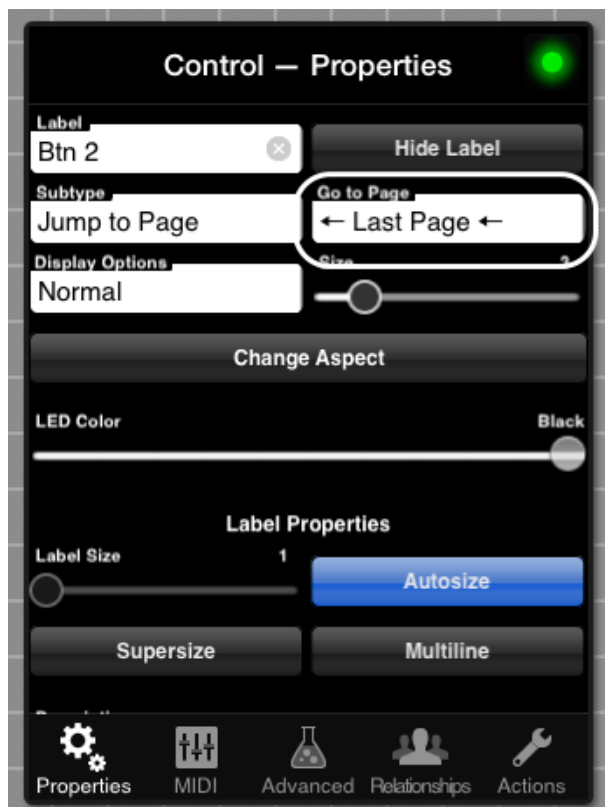 Control — Properties
Label
Btn 2
Hide Label
Subtype
Jump to Page
Go to Page
← Last Page ←
Display Options
Normal
Size
Change Aspect
LED Color
Black
Label Properties
Label Size
1
Autosize
Supersize
Multiline
Properties
MIDI
Advanced
Relationships
Actions